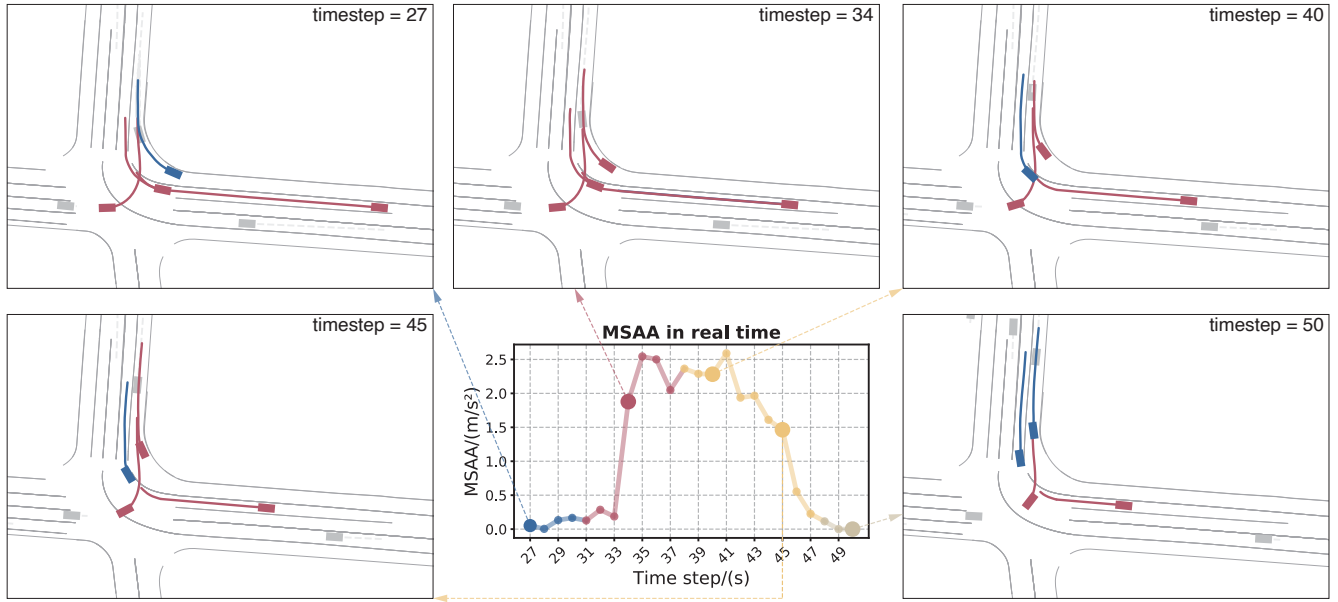 timestep = 27
timestep = 34
timestep = 40
timestep = 45
timestep = 50
MSAA in real time
MSAA/(m/s²)
2.5
2.0
1.5
1.0
0.5
0.0
27 29 31 33 35 37 39 41 43 45 47 49
Time step/(s)